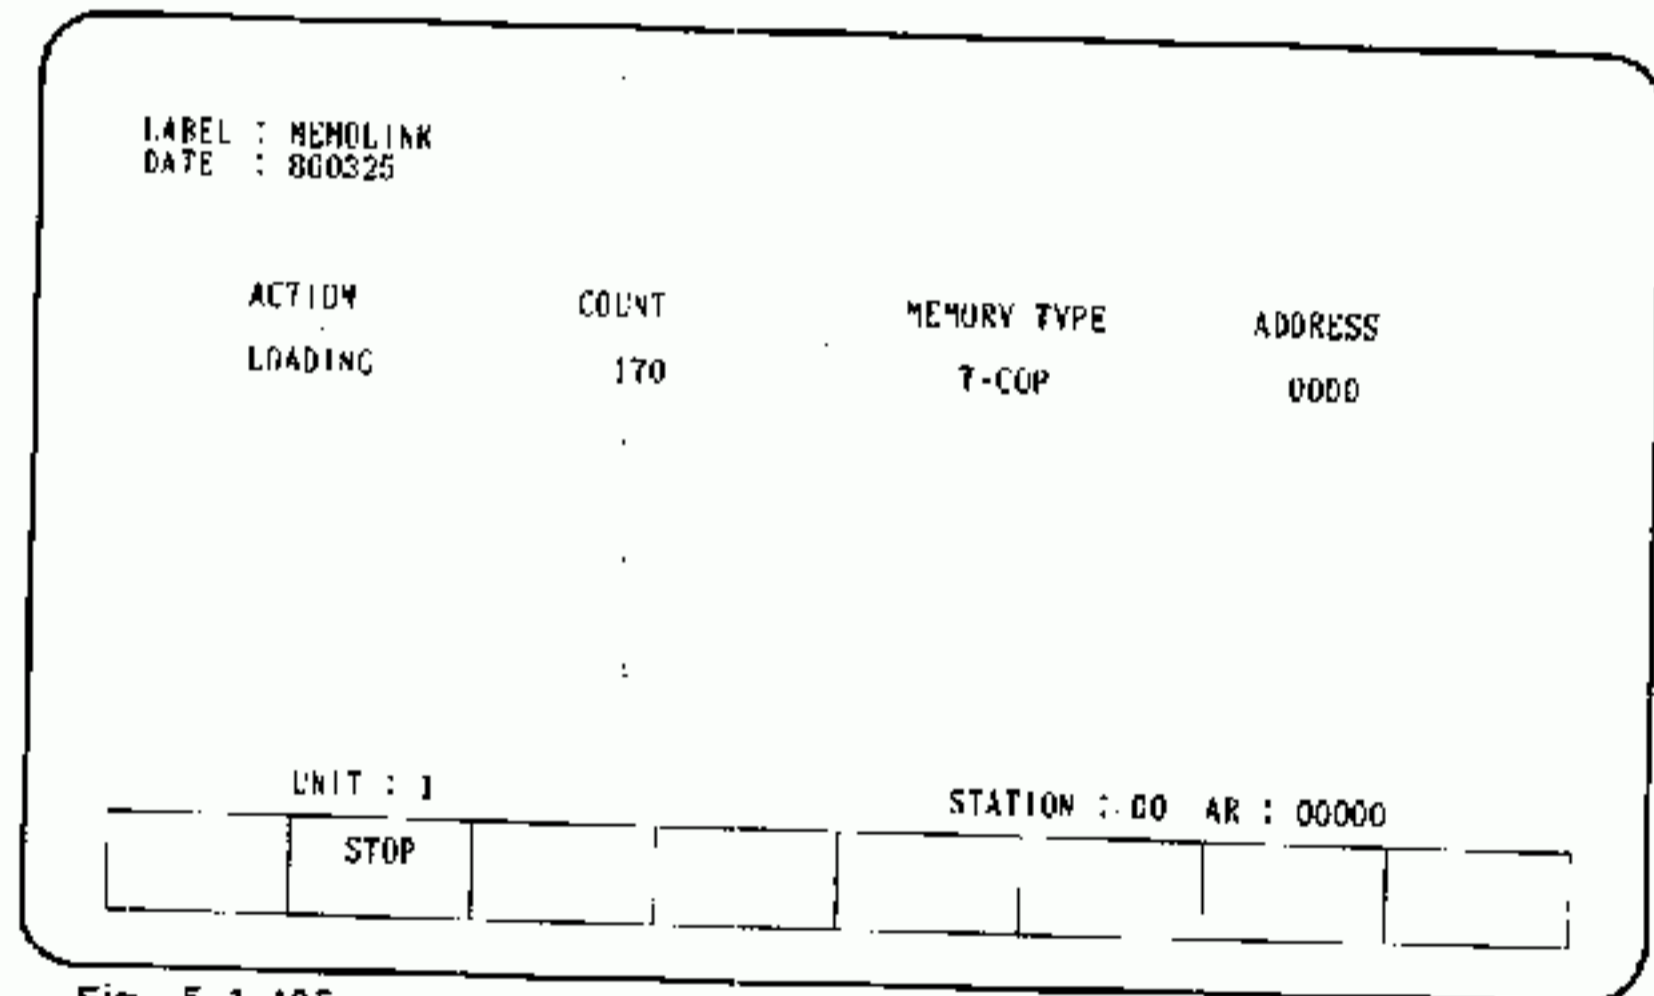 LABEL : MEMOLINK
DATE : 860325
ACTION COUNT MEMORY TYPE ADDRESS
LOADING 170 T-COP 0000
UNIT : 1
STATION : 00 AR : 00000
STOP